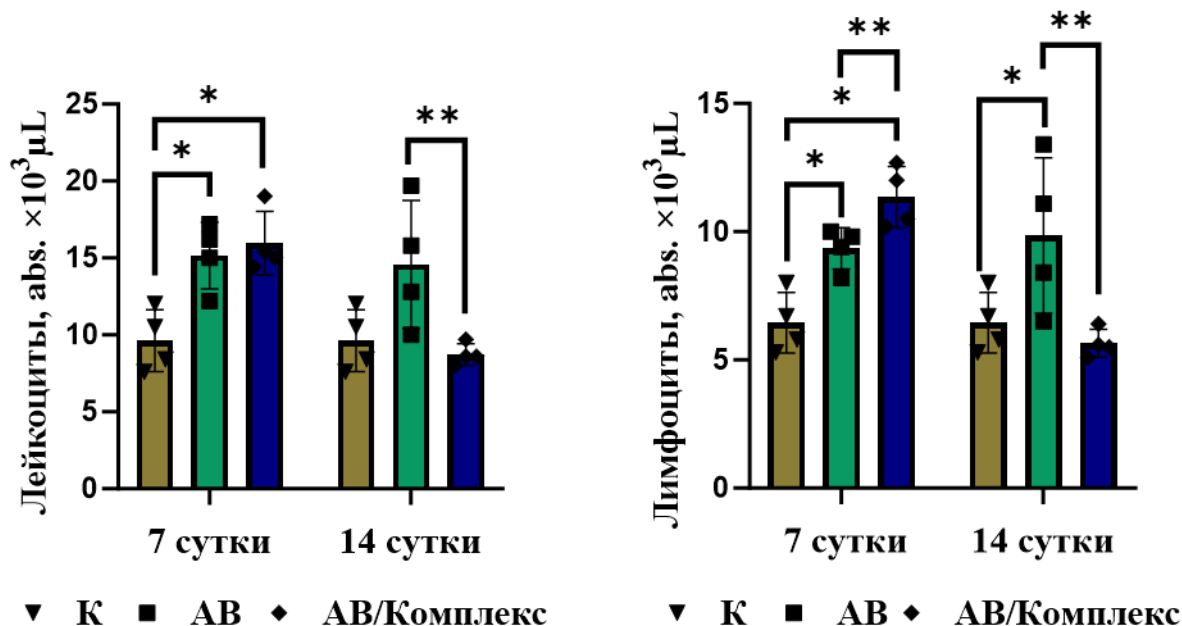 **
**
*
*
*
**
*
*
*
**
25
20
15
10
5
0
Лейкоциты, abs. ×10³µL
7 сутки
14 сутки
К
АВ
АВ/Комплекс
15
10
5
0
Лимфоциты, abs. ×10³µL
7 сутки
14 сутки
К
АВ
АВ/Комплекс